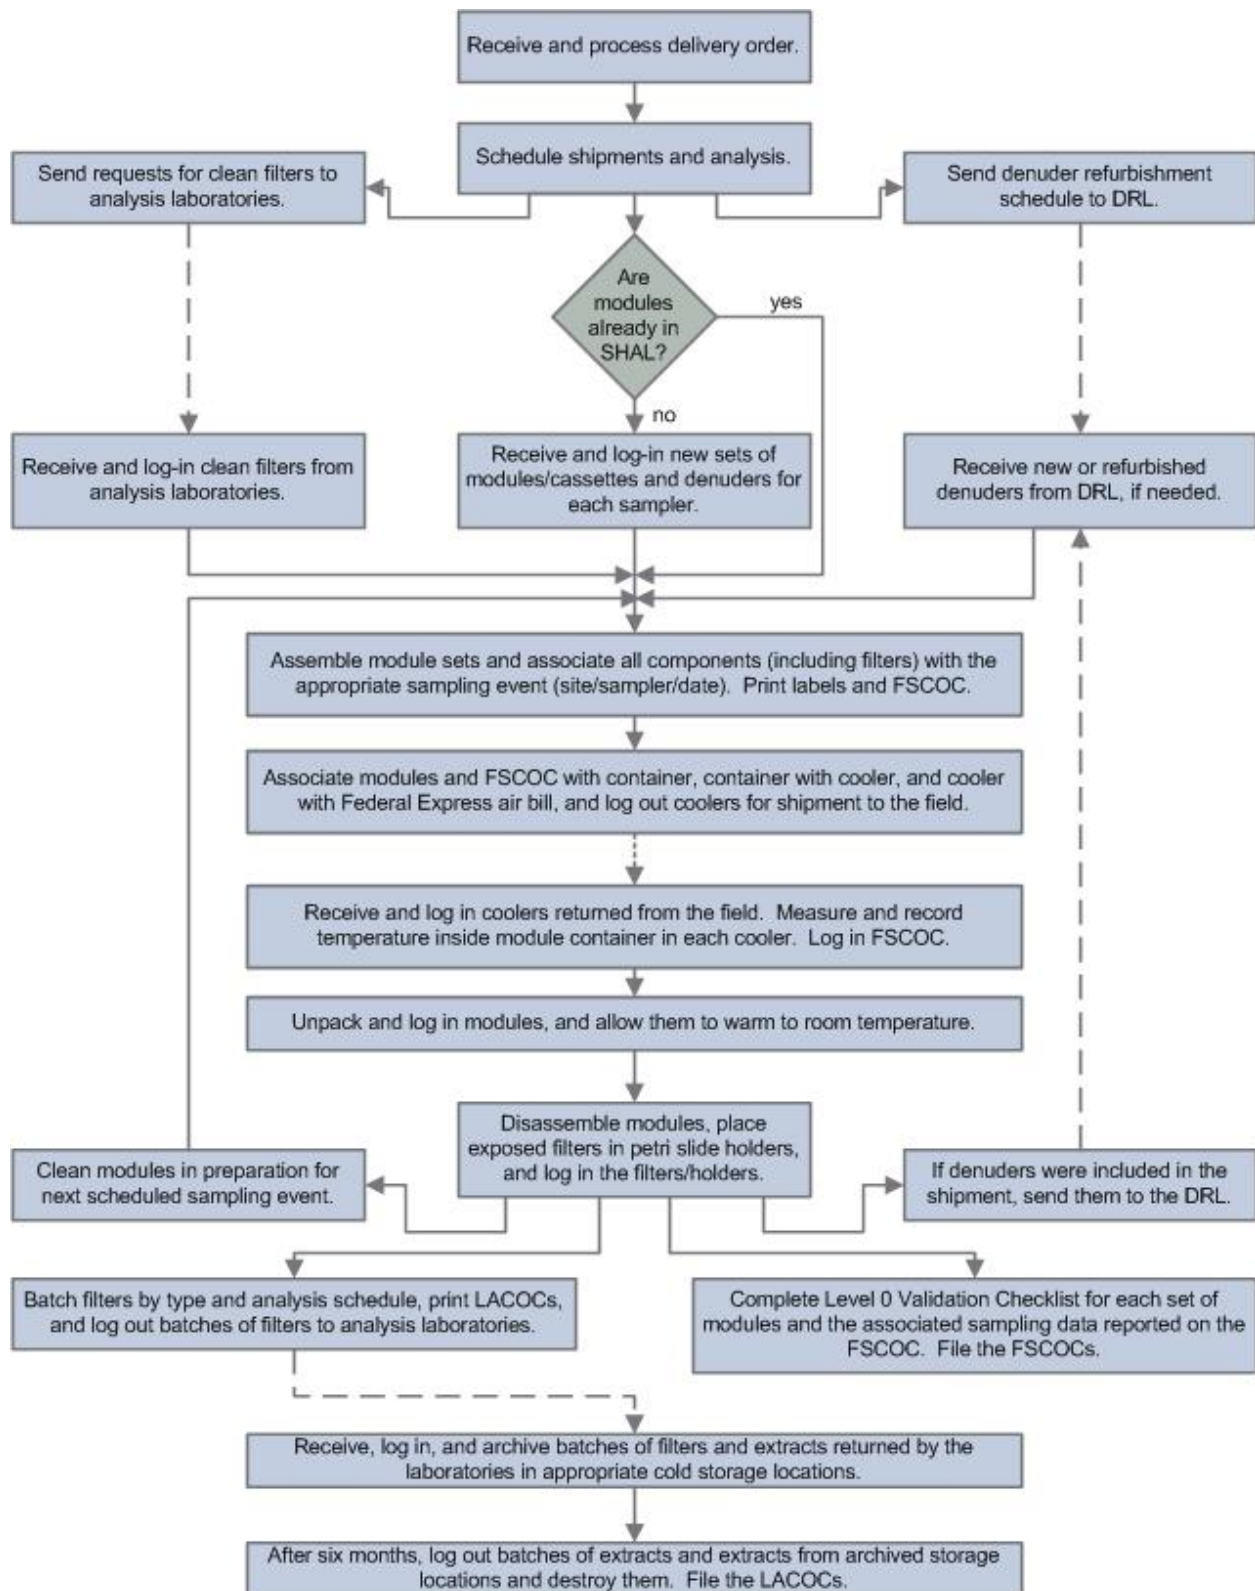 Receive and process delivery order.
Schedule shipments and analysis.
Send requests for clean filters to
analysis laboratories.
Send denuder refurbishment
schedule to DRL.
Are
modules
already in
SHAL?
yes
no
Receive and log-in clean filters from
analysis laboratories.
Receive and log-in new sets of
modules/cassettes and denuders for
each sampler.
Receive new or refurbished
denuders from DRL, if needed.
Assemble module sets and associate all components (including filters) with the
appropriate sampling event (site/sampler/date).  Print labels and FSCOC.
Associate modules and FSCOC with container, container with cooler, and cooler
with Federal Express air bill, and log out coolers for shipment to the field.
Receive and log in coolers returned from the field.  Measure and record
temperature inside module container in each cooler.  Log in FSCOC.
Unpack and log in modules, and allow them to warm to room temperature.
Disassemble modules, place
exposed filters in petri slide holders,
and log in the filters/holders.
Clean modules in preparation for
next scheduled sampling event.
If denuders were included in the
shipment, send them to the DRL.
Batch filters by type and analysis schedule, print LACOCs,
and log out batches of filters to analysis laboratories.
Complete Level 0 Validation Checklist for each set of
modules and the associated sampling data reported on the
FSCOC.  File the FSCOCs.
Receive, log in, and archive batches of filters and extracts returned by the
laboratories in appropriate cold storage locations.
After six months, log out batches of extracts and extracts from archived storage
locations and destroy them.  File the LACOCs.